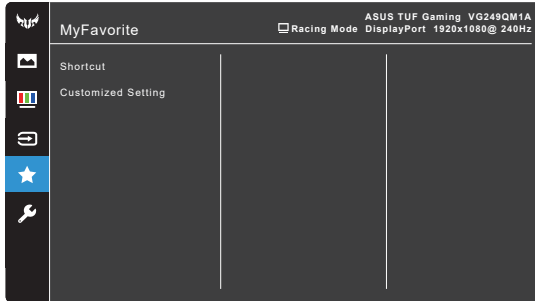 ASUS TUF Gaming VG249QM1A
MyFavorite
Racing Mode DisplayPort 1920x1080@ 240Hz
Shortcut
Customized Setting